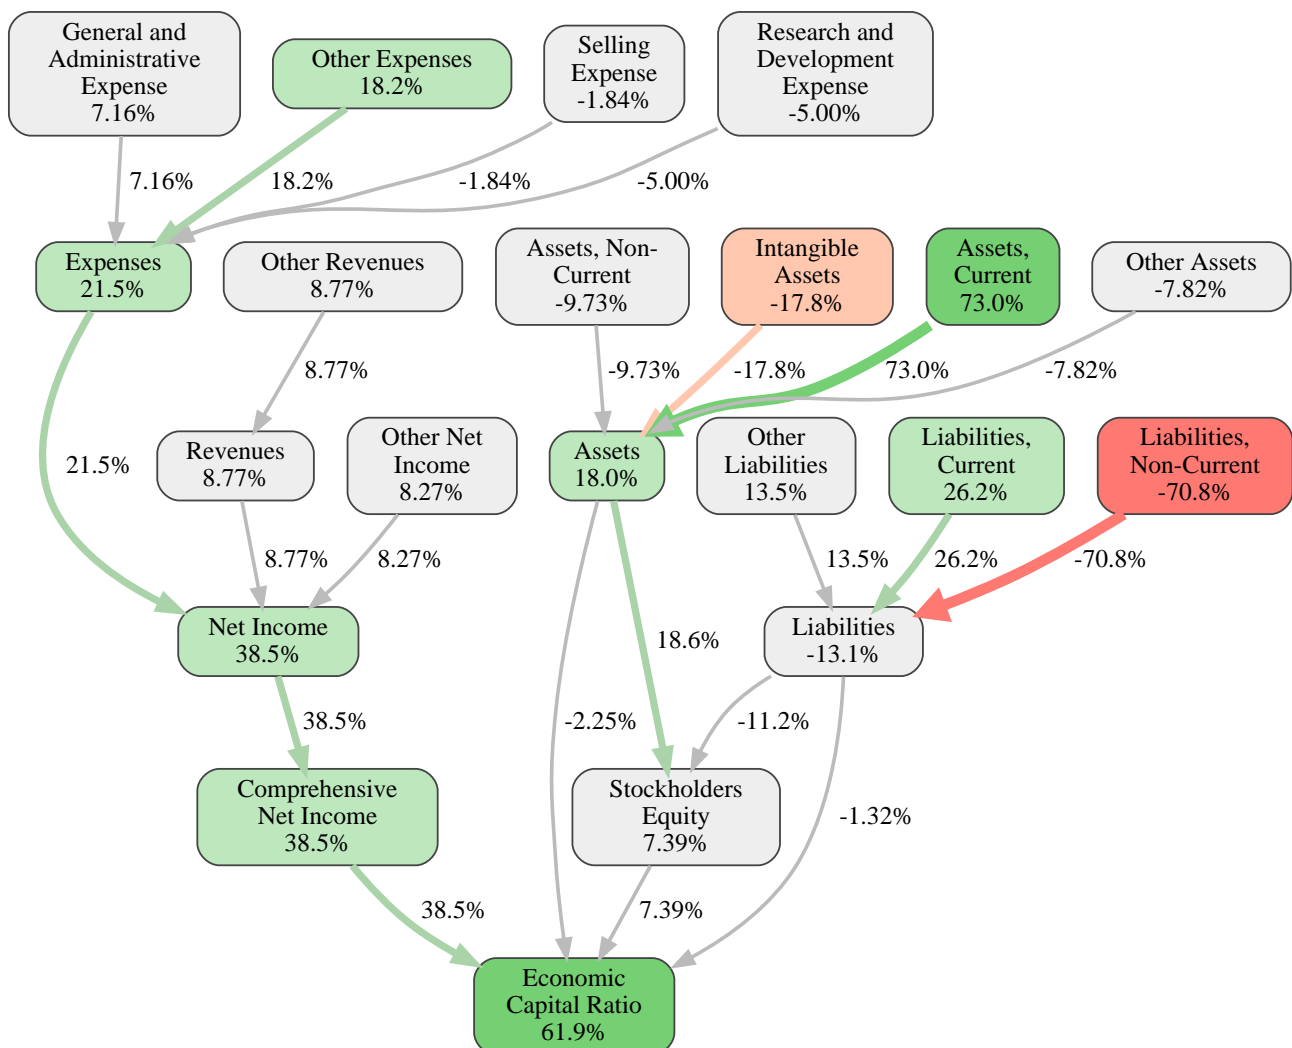 General and
Administrative
Expense
7.16%
Other Expenses
18.2%
Selling
Expense
-1.84%
Research and
Development
Expense
-5.00%
7.16%
18.2%
-1.84%
-5.00%
Expenses
21.5%
Other Revenues
8.77%
Assets, Non-
Current
-9.73%
Intangible
Assets
-17.8%
Assets,
Current
73.0%
Other Assets
-7.82%
8.77%
-9.73%
-17.8%
73.0%
-7.82%
21.5%
Revenues
8.77%
Other Net
Income
8.27%
Assets
18.0%
Other
Liabilities
13.5%
Liabilities,
Current
26.2%
Liabilities,
Non-Current
-70.8%
8.77%
8.27%
13.5%
26.2%
-70.8%
Net Income
38.5%
18.6%
Liabilities
-13.1%
38.5%
-2.25%
-11.2%
Comprehensive
Net Income
38.5%
Stockholders
Equity
7.39%
-1.32%
38.5%
7.39%
Economic
Capital Ratio
61.9%